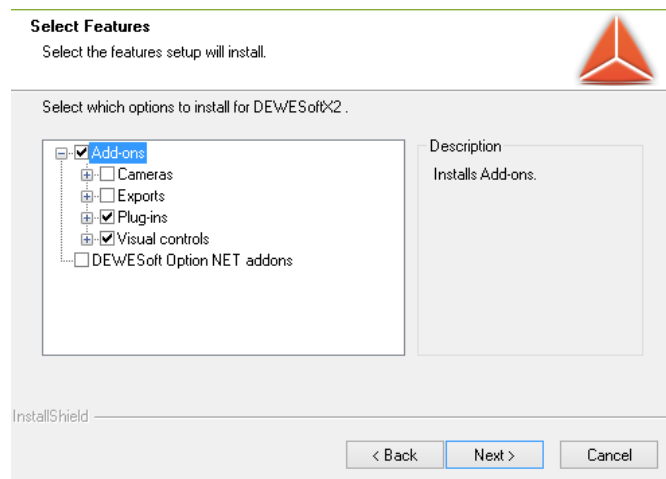 Select Features
Select the features setup will install.
Select which options to install for DEWESoftX2 .
Add-ons
Cameras
Exports
Plug-ins
Visual controls
DEWESoft Option NET addons
Description
Installs Add-ons.
InstallShield
< Back
Next >
Cancel